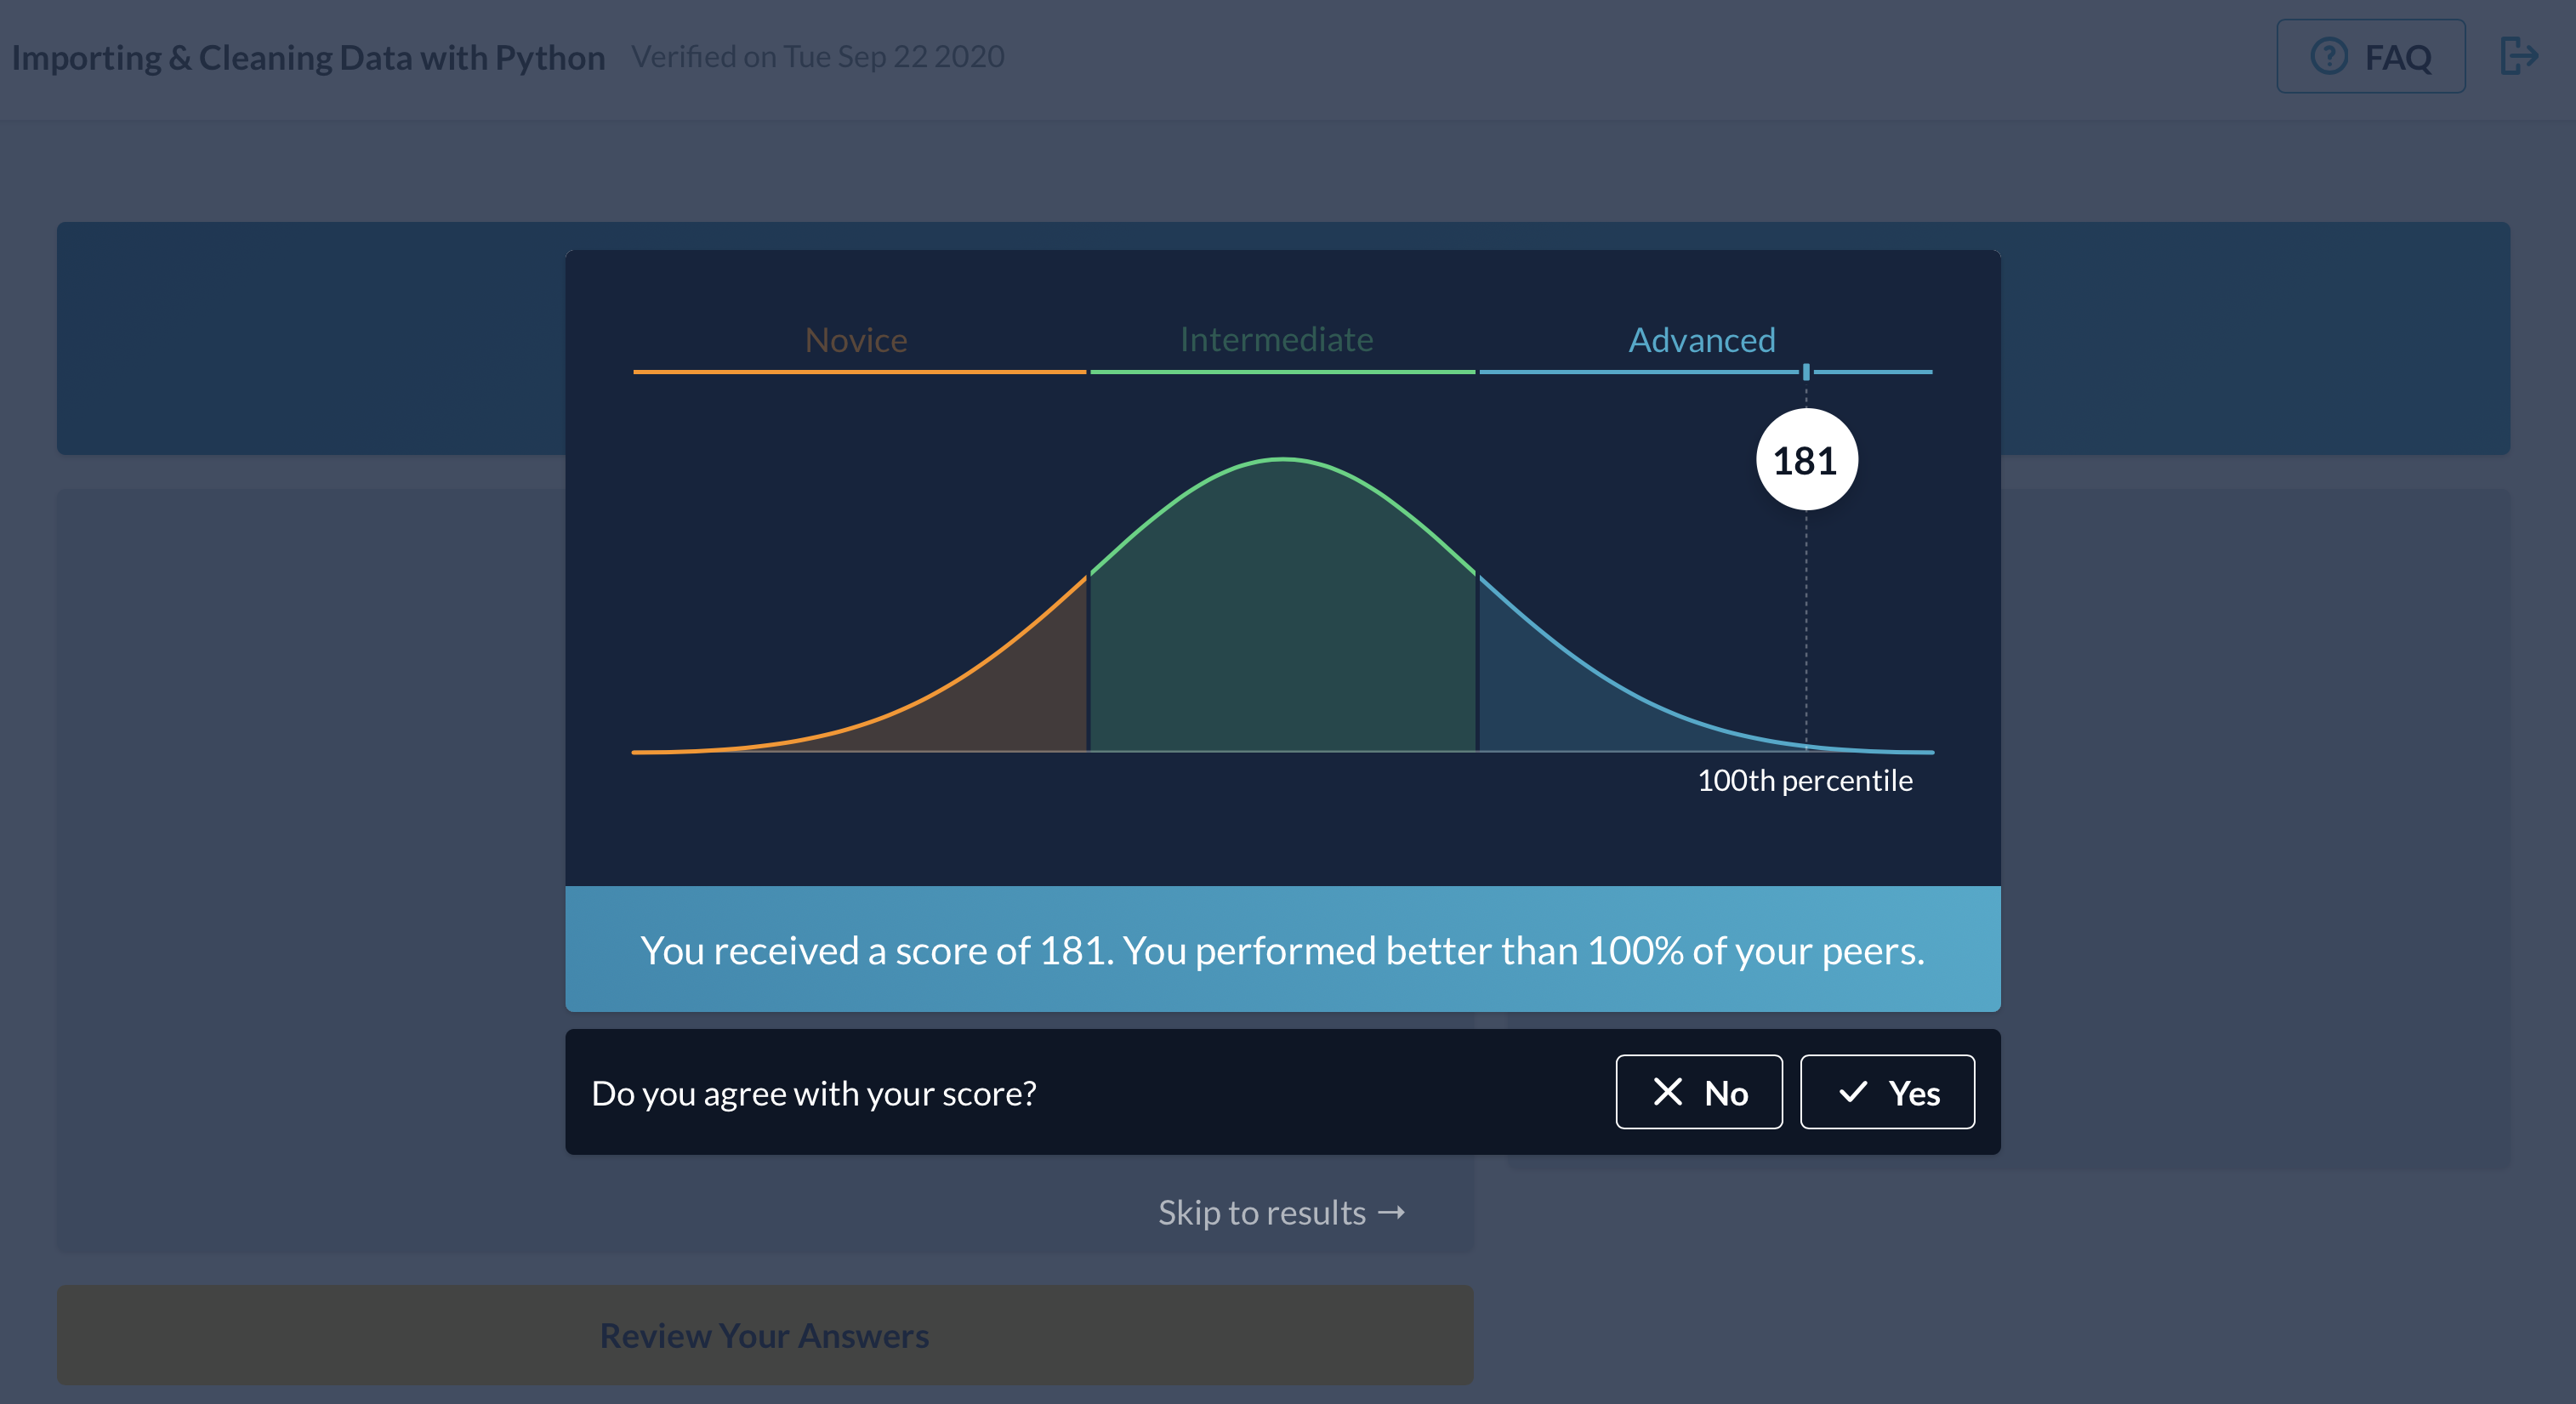 Importing & Cleaning Data with Python Verified on Tue Sep 22 2020 FAQ
Novice Intermediate Advanced
181
100th percentile
You received a score of 181. You performed better than 100% of your peers.
Do you agree with your score? No Yes
Skip to results →
Review Your Answers